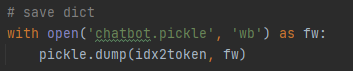 # save dict
with open('chatbot.pickle', 'wb') as fw:
    pickle.dump(idx2token, fw)